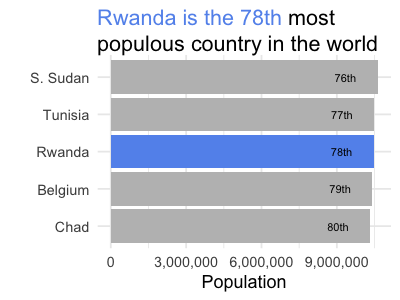 Rwanda is the 78th most
populous country in the world
S. Sudan
76th
Tunisia
77th
Rwanda
78th
Belgium
79th
Chad
80th
0
3,000,000
6,000,000
9,000,000
Population